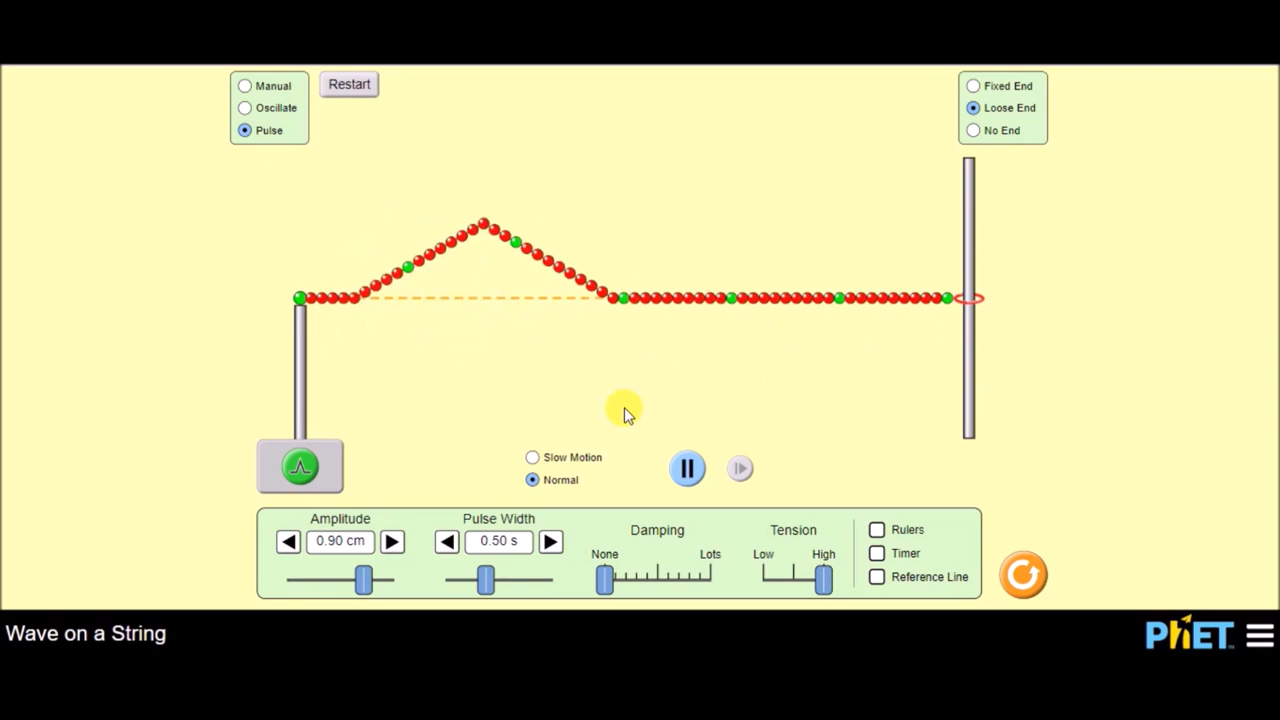 Manual
Oscillate
Pulse
Restart
Fixed End
Loose End
No End
Slow Motion
Normal
Amplitude
0.90 cm
Pulse Width
0.50 s
Damping
None
Lots
Tension
Low
High
Rulers
Timer
Reference Line
Wave on a String
PhET